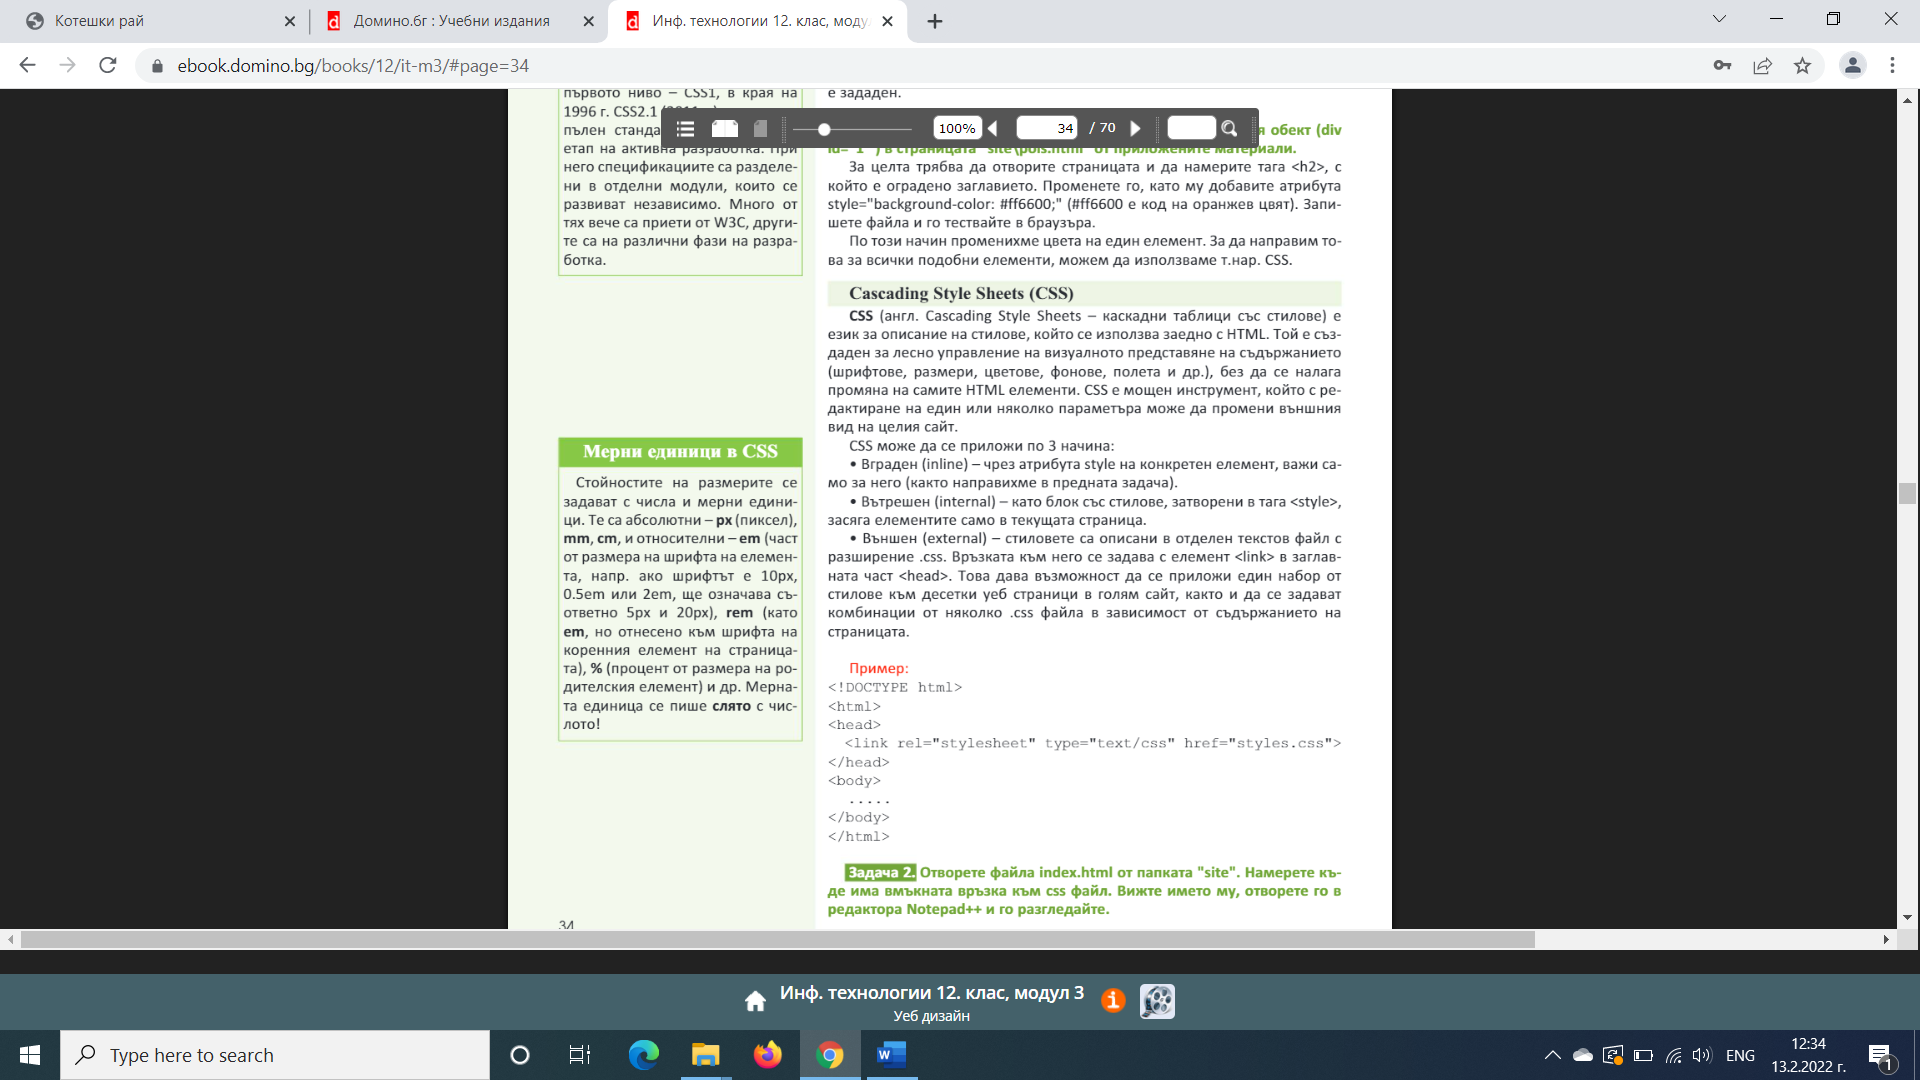 Котешки рай
Домино.бг : Учебни издания
Инф. технологии 12. клас, моду
ebook.domino.bg/books/12/it-m3/#page=34
100%
34
/ 70
първото ниво – CSS1, в края на
1996 г. CSS2.1
пълен станда
етап на активна разработка. При
него спецификациите са разделе-
ни в отделни модули, които се
развиват независимо. Много от
тях вече са приети от W3C, други-
те са на различни фази на разра-
ботка.
Мерни единици в CSS
Стойностите на размерите се
задават с числа и мерни едини-
ци. Те са абсолютни – px (пиксел),
mm, cm, и относителни – em (част
от размера на шрифта на елемен-
та, напр. ако шрифтът е 10px,
0.5em или 2em, ще означава съ-
ответно 5px и 20px), rem (като
em, но отнесено към шрифта на
коренния елемент на страница-
та), % (процент от размера на ро-
дителския елемент) и др. Мерна-
та единица се пише слято с чис-
лото!
34
е зададен.
я обект (div
id="1") в страницата "site\pois.html" от приложените материали.
За целта трябва да отворите страницата и да намерите тага <h2>, с
който е оградено заглавието. Променете го, като му добавите атрибута
style="background-color: #ff6600;" (#ff6600 е код на оранжев цвят). Запи-
шете файла и го тествайте в браузъра.
По този начин променихме цвета на един елемент. За да направим то-
ва за всички подобни елементи, можем да използваме т.нар. CSS.
Cascading Style Sheets (CSS)
CSS (англ. Cascading Style Sheets – каскадни таблици със стилове) е
език за описание на стилове, който се използва заедно с HTML. Той е съз-
даден за лесно управление на визуалното представяне на съдържанието
(шрифтове, размери, цветове, фонове, полета и др.), без да се налага
промяна на самите HTML елементи. CSS е мощен инструмент, който с ре-
дактиране на един или няколко параметъра може да промени външния
вид на целия сайт.
CSS може да се приложи по 3 начина:
• Вграден (inline) – чрез атрибута style на конкретен елемент, важи са-
мо за него (както направихме в предната задача).
• Вътрешен (internal) – като блок със стилове, затворени в тага <style>,
засяга елементите само в текущата страница.
• Външен (external) – стиловете са описани в отделен текстов файл с
разширение .css. Връзката към него се задава с елемент <link> в заглав-
ната част <head>. Това дава възможност да се приложи един набор от
стилове към десетки уеб страници в голям сайт, както и да се задават
комбинации от няколко .css файла в зависимост от съдържанието на
страницата.
Пример:
<!DOCTYPE html>
<html>
<head>
<link rel="stylesheet" type="text/css" href="styles.css">
</head>
<body>
.....
</body>
</html>
Задача 2. Отворете файла index.html от папката "site". Намерете къ-
де има вмъкната връзка към css файл. Вижте името му, отворете го в
редактора Notepad++ и го разгледайте.
Инф. технологии 12. клас, модул 3
Уеб дизайн
Type here to search
ENG
12:34
13.2.2022 г.
1